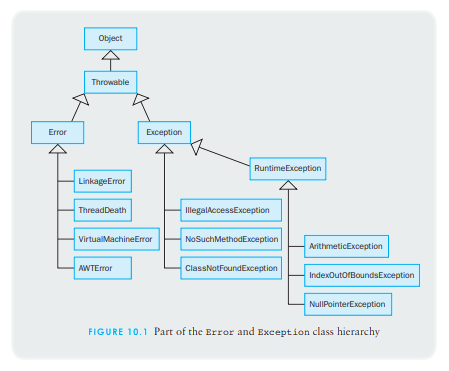 Object
Throwable
Error
Exception
RuntimeException
LinkageError
ThreadDeath
VirtualMachineError
AWTError
IllegalAccessException
NoSuchMethodException
ClassNotFoundException
ArithmeticException
IndexOutOfBoundsException
NullPointerException
FIGURE 10.1 Part of the Error and Exception class hierarchy